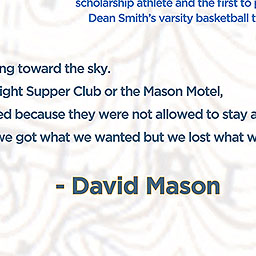 scholarship athlete and the first to
Dean Smith's varsity basketball
ng toward the sky.
ight Supper Club or the Mason Motel,
ed because they were not allowed to stay
we got what we wanted but we lost what
- David Mason